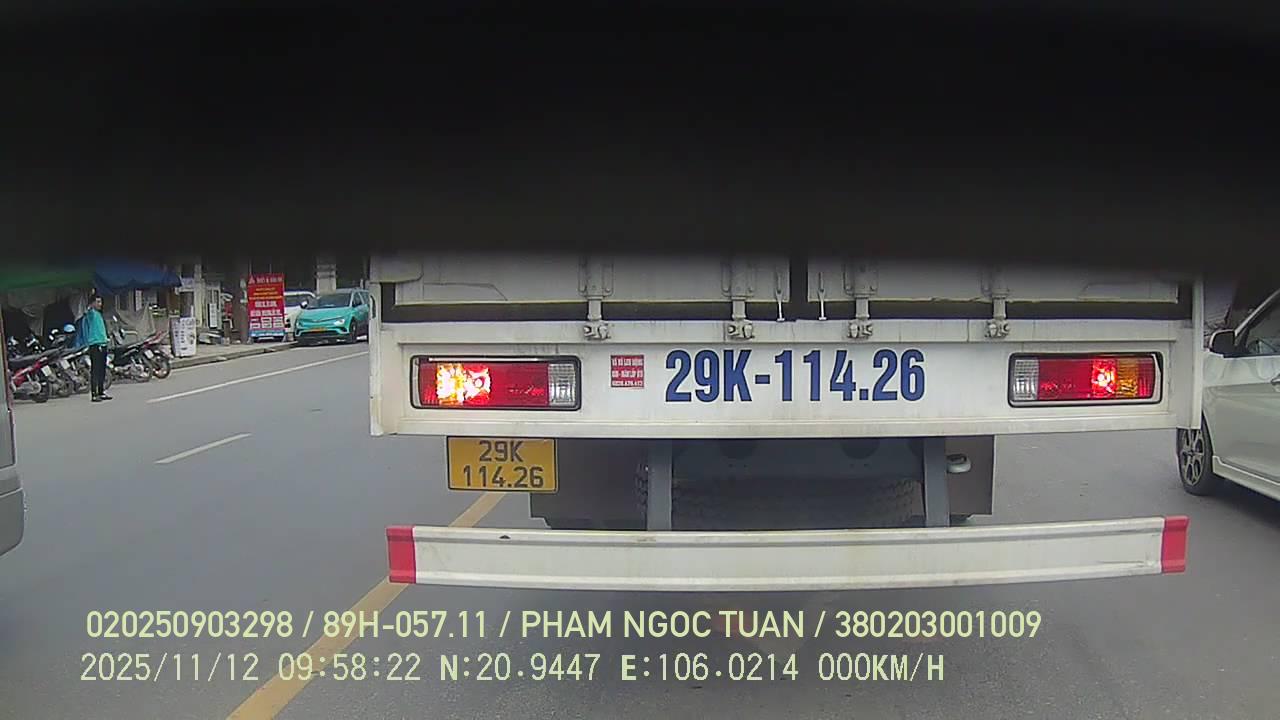 29K-114.26
29K
114.26
020250903298 / 89H-057.11 / PHAM NGOC TUAN / 380203001009
2025/11/12 09:58:22 N:20.9447 E:106.0214 000KM/H